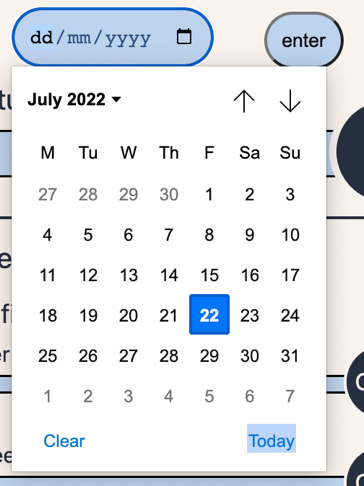 dd/mm/yyyy
enter
July 2022
M Tu W Th F Sa Su
27 28 29 30 1 2 3
4 5 6 7 8 9 10
11 12 13 14 15 16 17
18 19 20 21 22 23 24
25 26 27 28 29 30 31
1 2 3 4 5 6 7
Clear Today